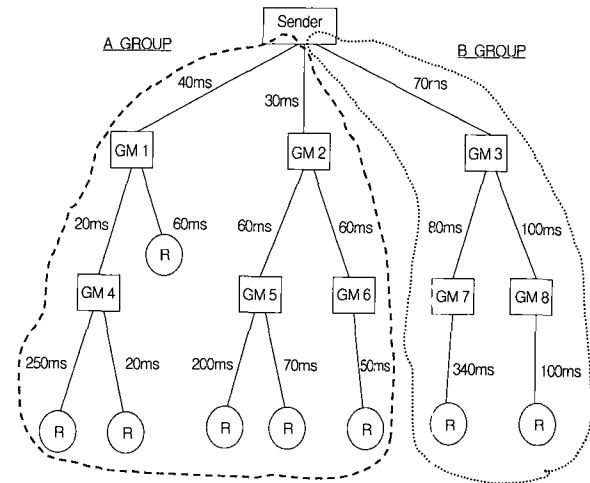 Sender
A GROUP
B GROUP
40ms
30ms
70ms
GM 1
GM 2
GM 3
20ms
60ms
60ms
60ms
80ms
100ms
R
GM 4
GM 5
GM 6
GM 7
GM 8
250ms
20ms
200ms
70ms
50ms
340ms
100ms
R
R
R
R
R
R
R